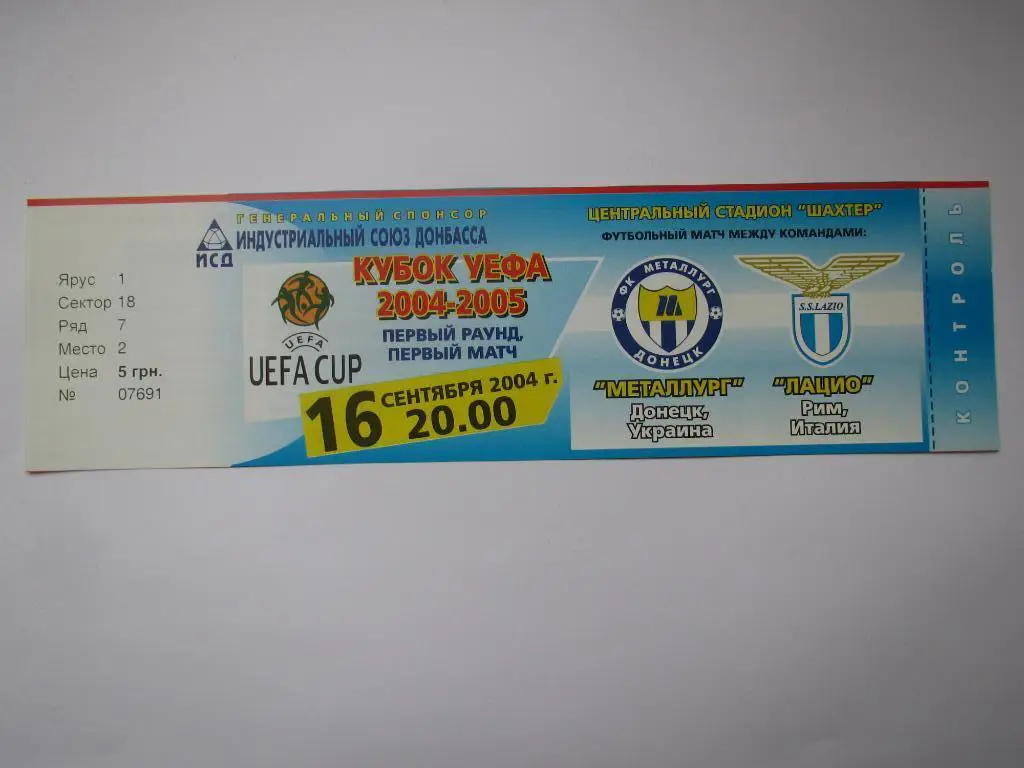 Ярус 1
Сектор 18
Ряд 7
Место 2
Цена 5 грн.
№ 07691
ИСД
ГЕНЕРАЛЬНЫЙ СПОНСОР
ИНДУСТРИАЛЬНЫЙ СОЮЗ ДОНБАССА
UEFA
UEFA CUP
КУБОК УЕФА
2004-2005
ПЕРВЫЙ РАУНД,
ПЕРВЫЙ МАТЧ
16 СЕНТЯБРЯ 2004 г.
20.00
ЦЕНТРАЛЬНЫЙ СТАДИОН "ШАХТЕР"
ФУТБОЛЬНЫЙ МАТЧ МЕЖДУ КОМАНДАМИ:
ФК МЕТАЛЛУРГ
ДОНЕЦК
"МЕТАЛЛУРГ"
Донецк,
Украина
S.S.LAZIO
"ЛАЦИО"
Рим,
Италия
КОНТРОЛЬ